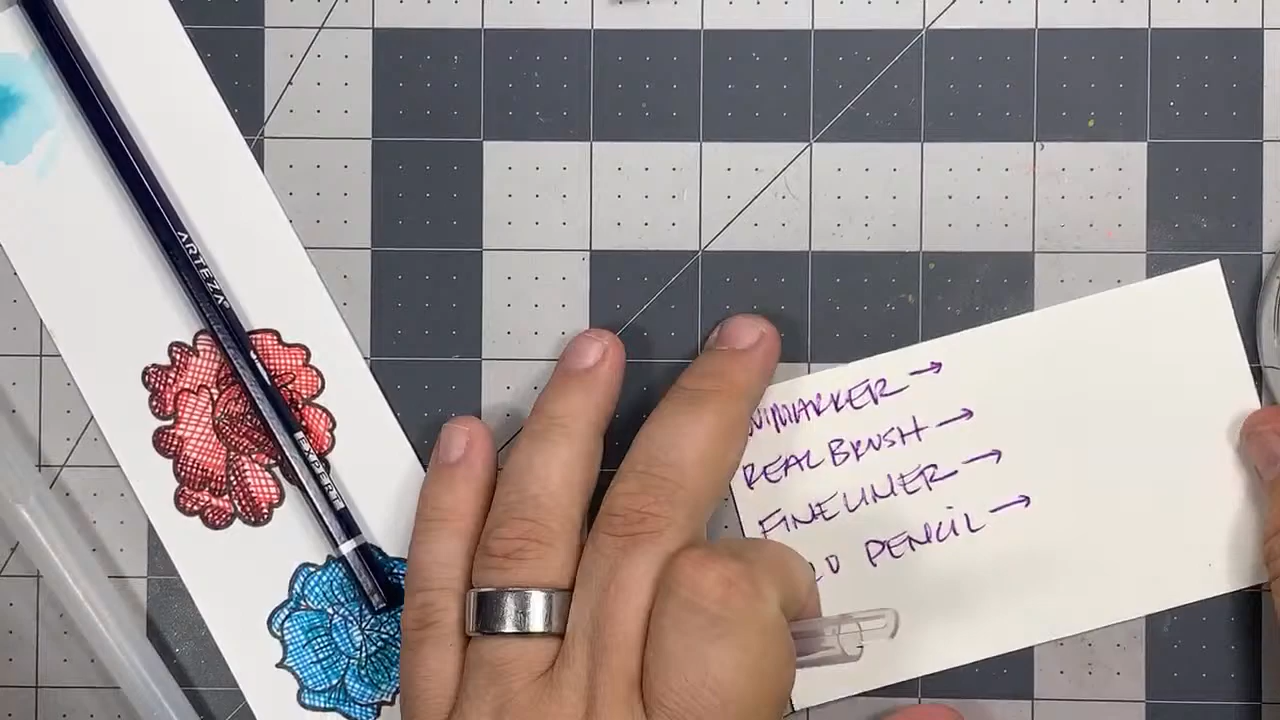 ARTEZA®
EXPERT
REAL BRUSH →
FINELINER →
PENCIL →